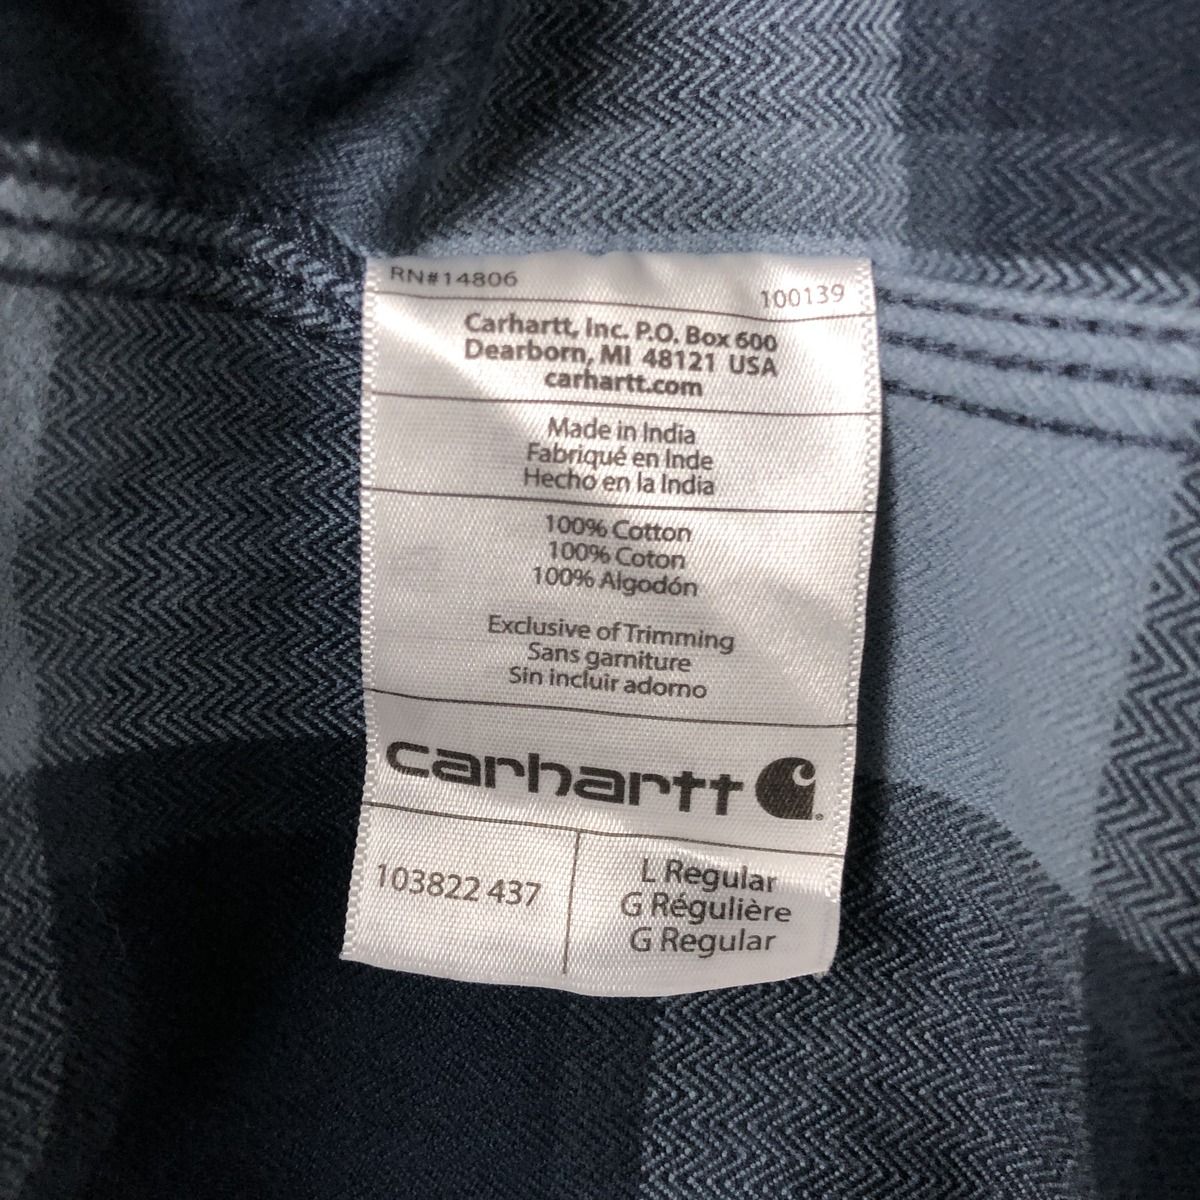 RN#14806
100139
Carhartt, Inc. P.O. Box 600
Dearborn, MI 48121 USA
carhartt.com
Made in India
Fabriqué en Inde
Hecho en la India
100% Cotton
100% Coton
100% Algodón
Exclusive of Trimming
Sans garniture
Sin incluir adorno
carhartt
103822 437
L Regular
G Régulière
G Regular